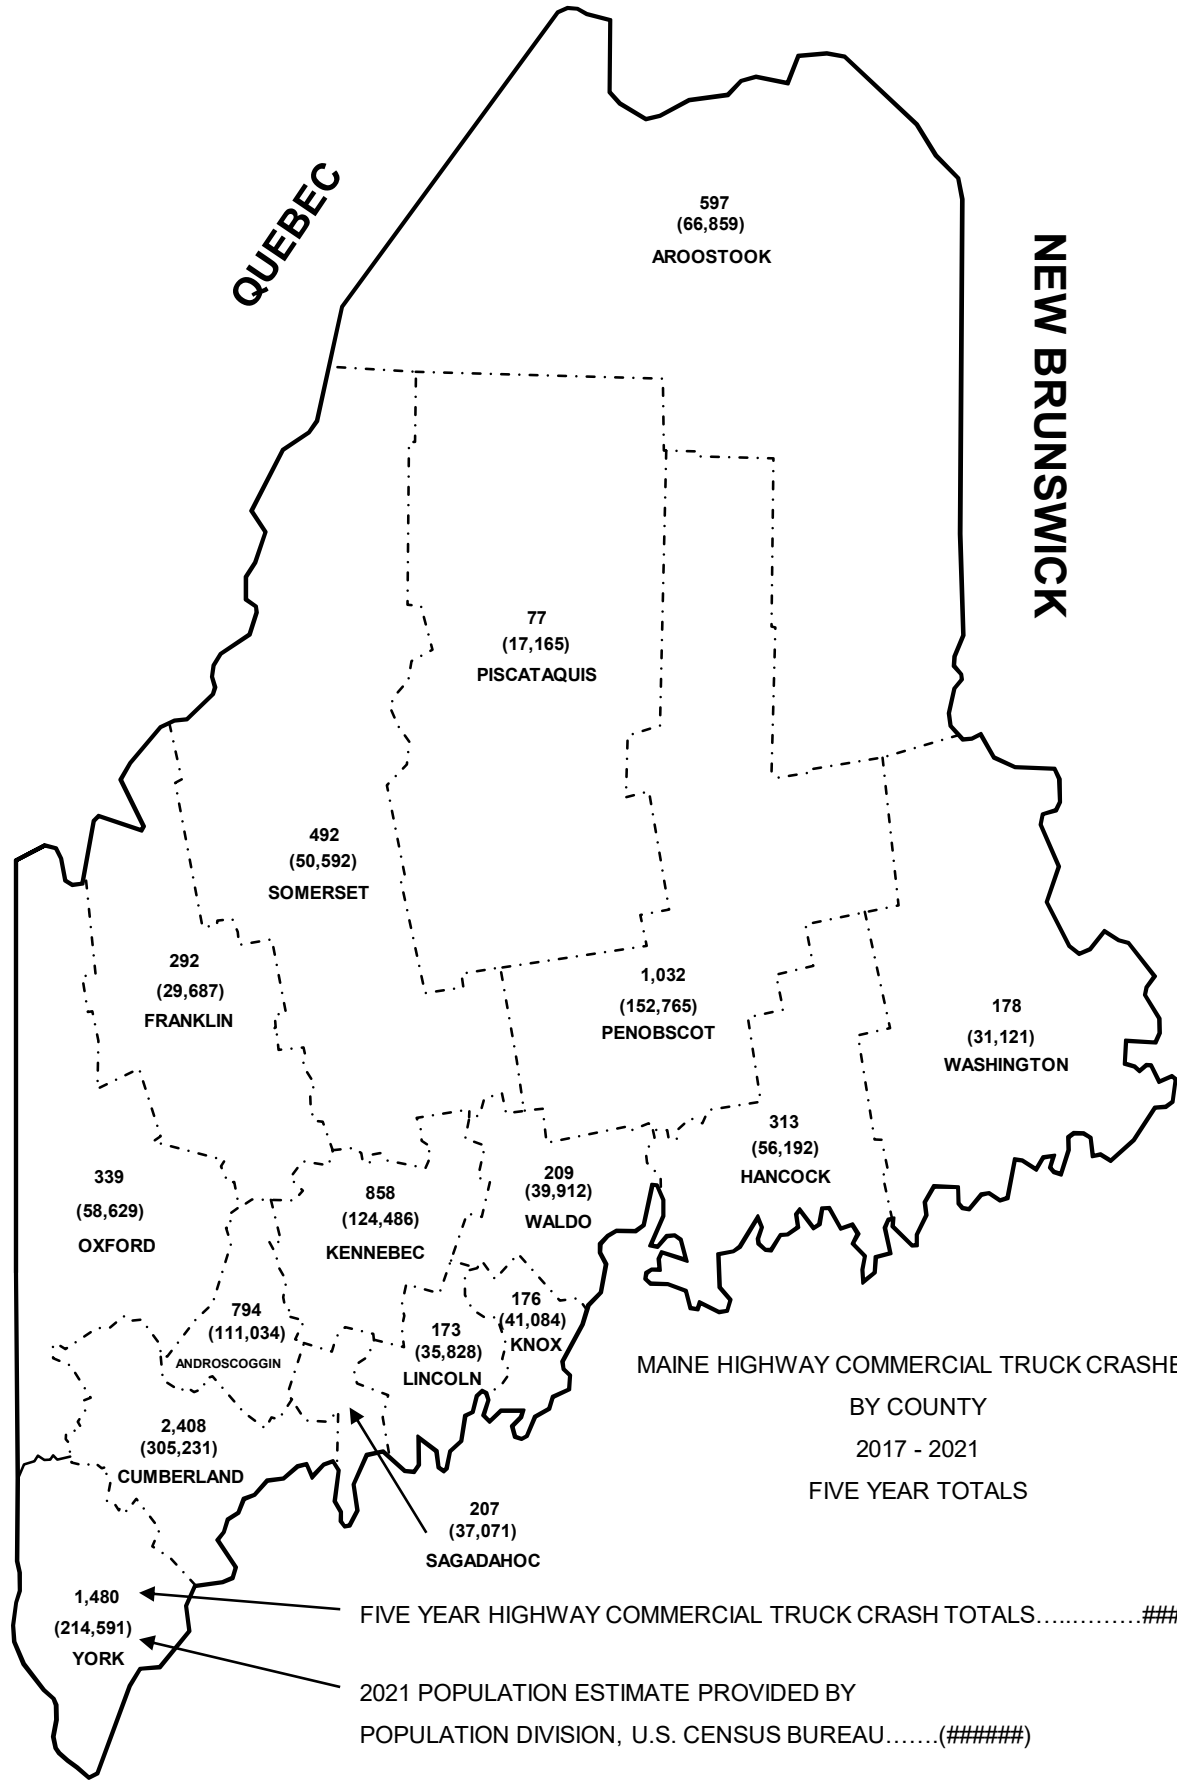 QUEBEC
NEW BRUNSWICK
597
(66,859)
AROOSTOOK
77
(17,165)
PISCATAQUIS
492
(50,592)
SOMERSET
292
(29,687)
FRANKLIN
1,032
(152,765)
PENOBSCOT
178
(31,121)
WASHINGTON
313
(56,192)
HANCOCK
339
(58,629)
OXFORD
858
(124,486)
KENNEBEC
209
(39,912)
WALDO
794
(111,034)
ANDROSCOGGIN
173
(35,828)
LINCOLN
176
(41,084)
KNOX
MAINE HIGHWAY COMMERCIAL TRUCK CRASHE
BY COUNTY
2017 - 2021
FIVE YEAR TOTALS
2,408
(305,231)
CUMBERLAND
207
(37,071)
SAGADAHOC
1,480
(214,591)
YORK
FIVE YEAR HIGHWAY COMMERCIAL TRUCK CRASH TOTALS…..………###
2021 POPULATION ESTIMATE PROVIDED BY
POPULATION DIVISION, U.S. CENSUS BUREAU…….(######)